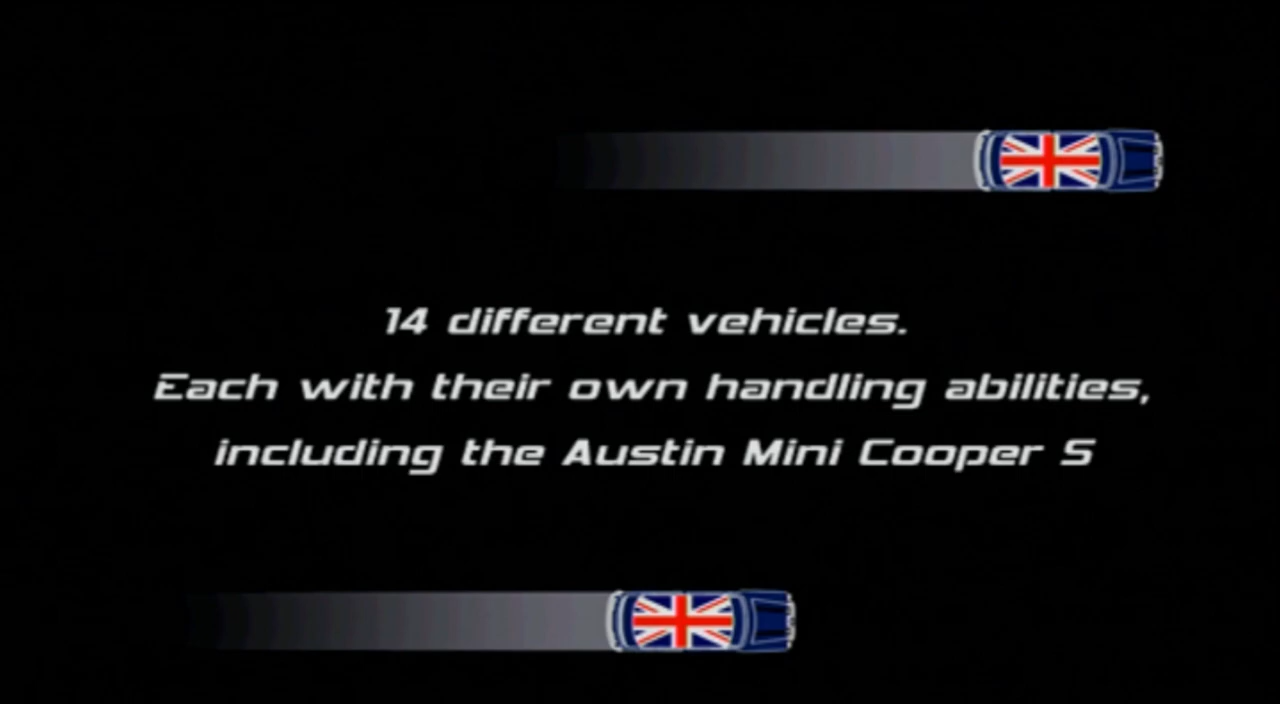 14 different vehicles.
Each with their own handling abilities,
including the Austin Mini Cooper S